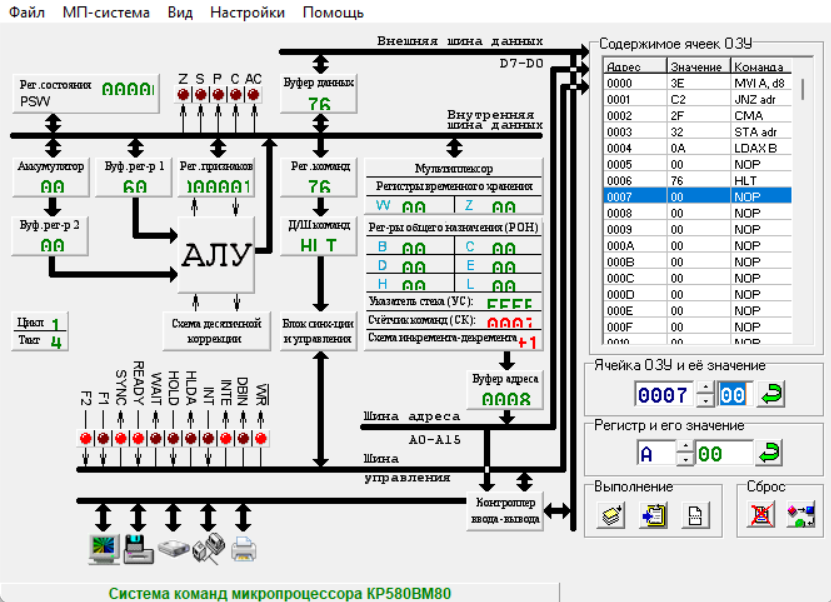 Файл МП-система Вид Настройки Помощь
Внешняя шина данных
D7-D0
Рег.состояния
PSW
Z S P C AC
Буфер данных
76
Внутренняя
шина данных
Аккумулятор
00
Буф.рег-р 1
60
Рег.признаков
Рег.команд
76
Мультиплексор
Регистры временного хранения
W 00 Z 00
Рег-ры общего назначения (РОН)
B 00 C 00
D 00 E 00
H 00 L 00
Указатель стека (УС): FFFF
Счётчик команд (СК): 0007
Схема инкремента-декремента +1
Буф.рег-р 2
00
АЛУ
Д/Ш команд
HLT
Цикл 1
Такт 4
Схема десятичной
коррекции
Блок синх-ции
и управления
Буфер адреса
0008
Шина адреса
A0-A15
F2 F1 SYNC READY WAIT HOLD HLDA INT INTE DBIN WR
Шина
управления
Контроллер
ввода-вывода
Содержимое ячеек ОЗУ
Адрес Значение Команда
0000 3E MVI A, d8
0001 C2 JNZ adr
0002 2F CMA
0003 32 STA adr
0004 0A LDAX B
0005 00 NOP
0006 76 HLT
0007 00 NOP
0008 00 NOP
0009 00 NOP
000A 00 NOP
000B 00 NOP
000C 00 NOP
000D 00 NOP
000E 00 NOP
000F 00 NOP
0010 00 NOP
Ячейка ОЗУ и её значение
0007 00
Регистр и его значение
A 00
Выполнение
Сброс
Система команд микропроцессора КР580ВМ80